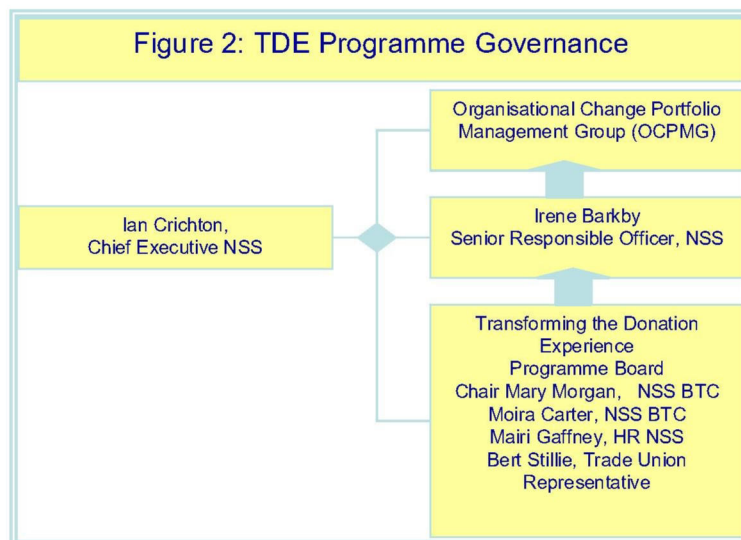 Figure 2: TDE Programme Governance
Organisational Change Portfolio
Management Group (OCPMG)
Ian Crichton,
Chief Executive NSS
Irene Barkby
Senior Responsible Officer, NSS
Transforming the Donation
Experience
Programme Board
Chair Mary Morgan, NSS BTC
Moira Carter, NSS BTC
Mairi Gaffney, HR NSS
Bert Stillie, Trade Union
Representative